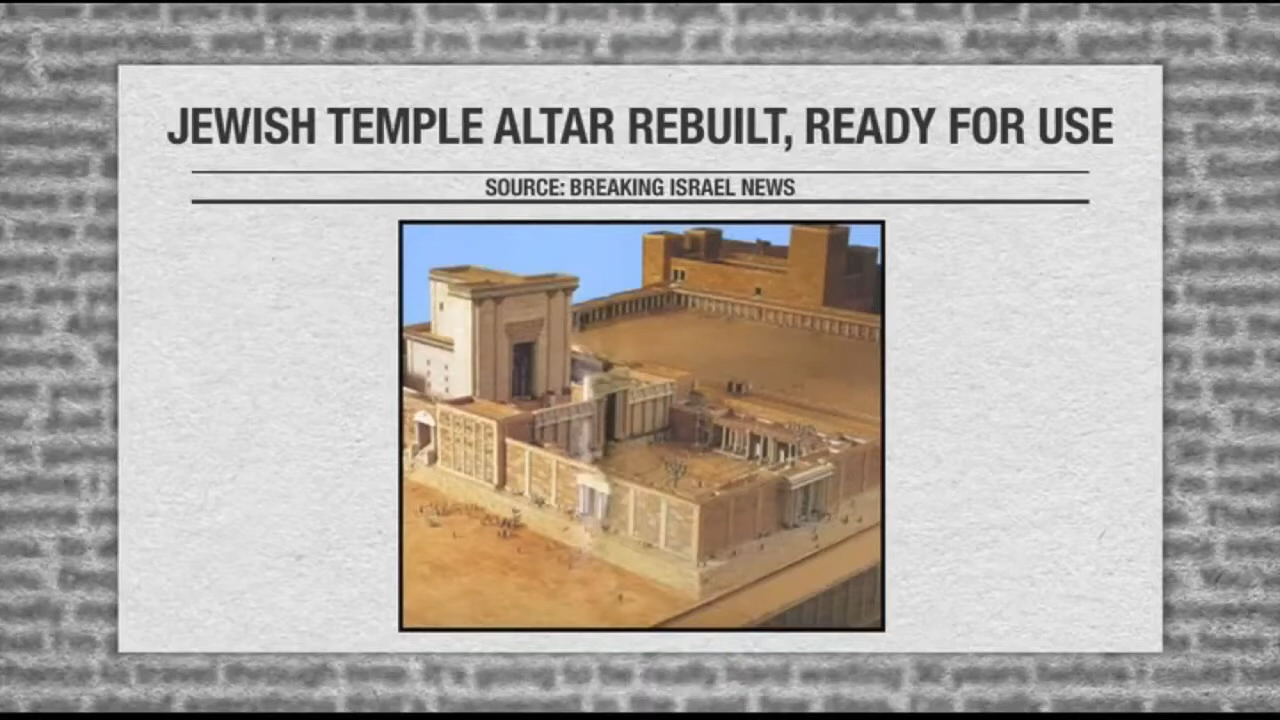 JEWISH TEMPLE ALTAR REBUILT, READY FOR USE
SOURCE: BREAKING ISRAEL NEWS